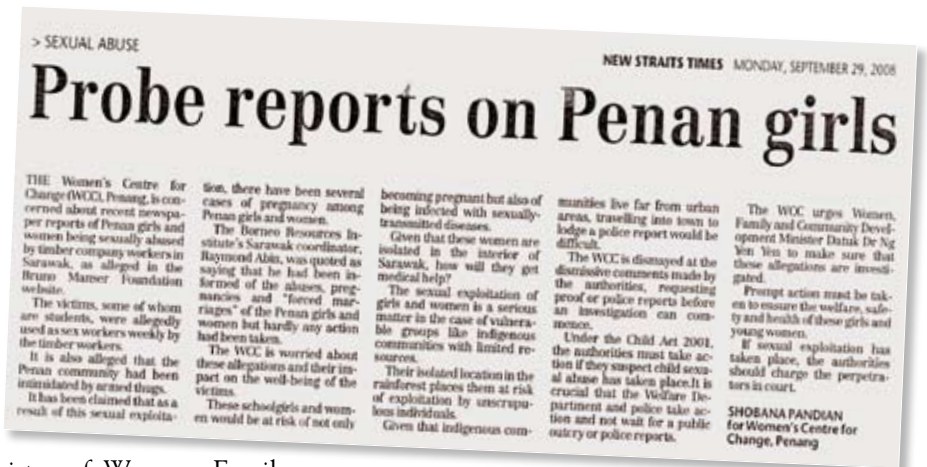 > SEXUAL ABUSE
NEW STRAITS TIMES MONDAY, SEPTEMBER 29, 2008
Probe reports on Penan girls
THE Women's Centre for
Change (WCC), Penang, is con-
cerned about recent newspa-
per reports of Penan girls and
women being sexually abused
by timber company workers in
Sarawak, as alleged in the
Bruno Manser Foundation
website.
The victims, some of whom
are students, were allegedly
used as sex workers weekly by
the timber workers.
It is also alleged that the
Penan community had been
intimidated by armed thugs.
It has been claimed that as a
result of this sexual exploita-
tion, there have been several
cases of pregnancy among
Penan girls and women.
The Borneo Resources In-
stitute's Sarawak coordinator,
Raymond Abin, was quoted as
saying that he had been in-
formed of the abuses, preg-
nancies and "forced mar-
riages" of the Penan girls and
women but hardly any action
had been taken.
The WCC is worried about
these allegations and their im-
pact on the well-being of the
victims.
These schoolgirls and wom-
en would be at risk of not only
becoming pregnant but also of
being infected with sexually-
transmitted diseases.
Given that these women are
isolated in the interior of
Sarawak, how will they get
medical help?
The sexual exploitation of
girls and women is a serious
matter in the case of vulnera-
ble groups like indigenous
communities with limited re-
sources.
Their isolated location in the
rainforest places them at risk
of exploitation by unscrupu-
lous individuals.
Given that indigenous com-
munities live far from urban
areas, travelling into town to
lodge a police report would be
difficult.
The WCC is dismayed at the
dismissive comments made by
the authorities, requesting
proof or police reports before
an investigation can com-
mence.
Under the Child Act 2001,
the authorities must take ac-
tion if they suspect child sexu-
al abuse has taken place.It is
crucial that the Welfare De-
partment and police take ac-
tion and not wait for a public
outcry or police reports.
The WCC urges Women,
Family and Community Devel-
opment Minister Datuk Dr Ng
Yen Yen to make sure that
these allegations are investi-
gated.
Prompt action must be tak-
en to ensure the welfare, safe-
ty and health of these girls and
young women.
If sexual exploitation has
taken place, the authorities
should charge the perpetra-
tors in court.
SHOBANA PANDIAN
for Women's Centre for
Change, Penang